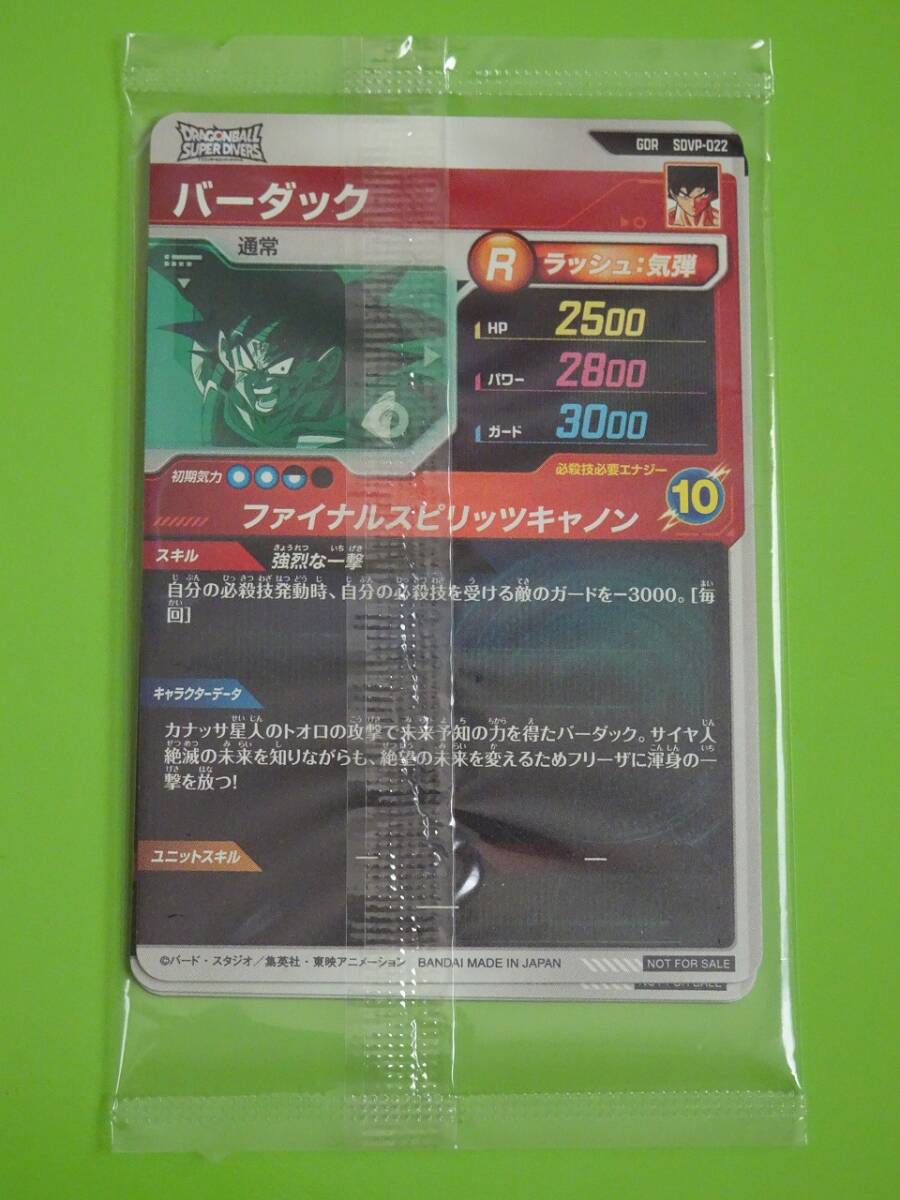 DRAGONBALL
SUPER DIVERS
GDR SDVP-022
バーダック
通常
R ラッシュ:気弾
HP 2500
パワー 2800
ガード 3000
初期気力
必殺技必要エナジー
10
ファイナルスピリッツキャノン
スキル 強烈な一撃
自分の必殺技発動時、自分の必殺技を受ける敵のガードを-3000。[毎
回]
キャラクターデータ
カナッサ星人のトオロの攻撃で未来予知の力を得たバーダック。サイヤ人
絶滅の未来を知りながらも、絶望の未来を変えるためフリーザに渾身の一
撃を放つ!
ユニットスキル
— —
—
©バード・スタジオ/集英社・東映アニメーション BANDAI MADE IN JAPAN
NOT FOR SALE
NOT FOR SALE